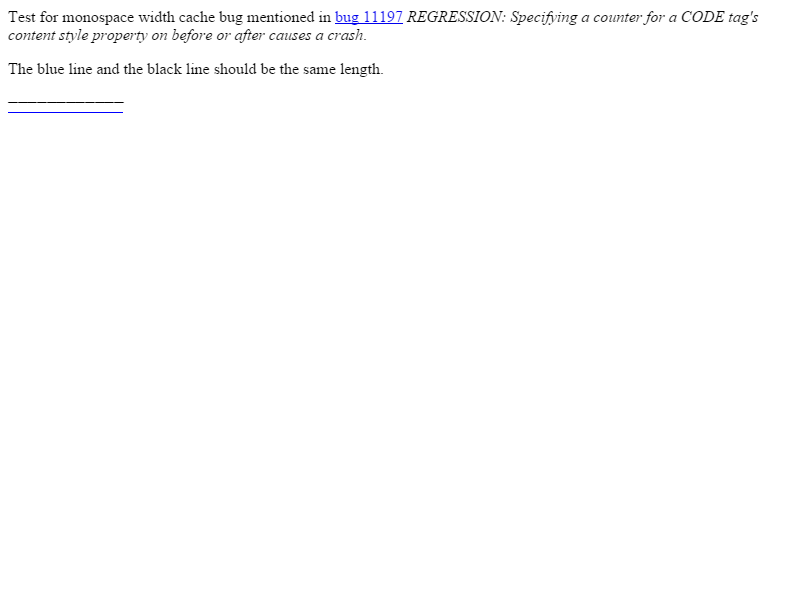 Test for monospace width cache bug mentioned in bug 11197 REGRESSION: Specifying a counter for a CODE tag's
content style property on before or after causes a crash.
The blue line and the black line should be the same length.
____________